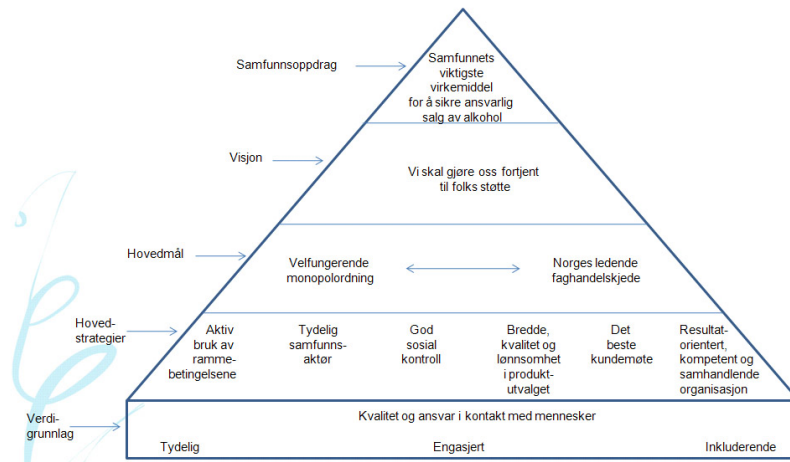 Samfunnsoppdrag
Samfunnets
viktigste
virkemiddel
for å sikre ansvarlig
salg av alkohol
Visjon
Vi skal gjøre oss fortjent
til folks støtte
Hovedmål
Velfungerende
monopolordning
Norges ledende
faghandelskjede
Hoved-
strategier
Aktiv
bruk av
ramme-
betingelsene
Tydelig
samfunns-
aktør
God
sosial
kontroll
Bredde,
kvalitet og
lønnsomhet
i produkt-
utvalget
Det
beste
kundemøte
Resultat-
orientert,
kompetent og
samhandlende
organisasjon
Verdi-
grunnlag
Kvalitet og ansvar i kontakt med mennesker
Tydelig
Engasjert
Inkluderende